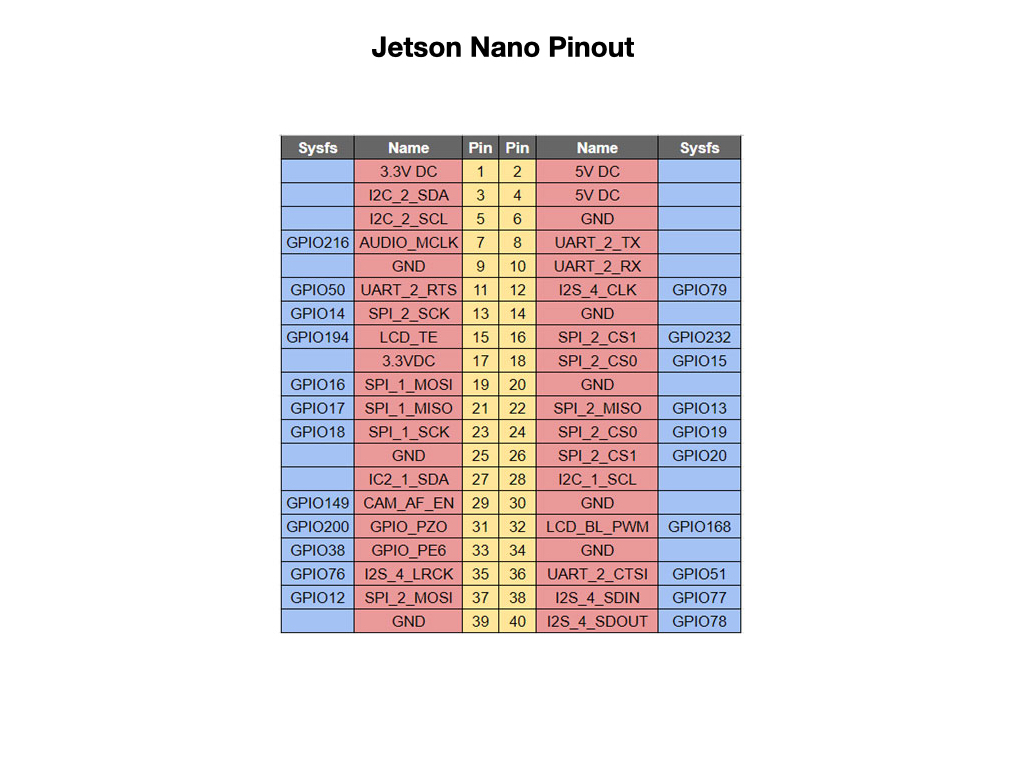 Jetson Nano Pinout
Sysfs Name Pin Pin Name Sysfs
3.3V DC 1 2 5V DC
I2C_2_SDA 3 4 5V DC
I2C_2_SCL 5 6 GND
GPIO216 AUDIO_MCLK 7 8 UART_2_TX
GND 9 10 UART_2_RX
GPIO50 UART_2_RTS 11 12 I2S_4_CLK GPIO79
GPIO14 SPI_2_SCK 13 14 GND
GPIO194 LCD_TE 15 16 SPI_2_CS1 GPIO232
3.3VDC 17 18 SPI_2_CS0 GPIO15
GPIO16 SPI_1_MOSI 19 20 GND
GPIO17 SPI_1_MISO 21 22 SPI_2_MISO GPIO13
GPIO18 SPI_1_SCK 23 24 SPI_2_CS0 GPIO19
GND 25 26 SPI_2_CS1 GPIO20
IC2_1_SDA 27 28 I2C_1_SCL
GPIO149 CAM_AF_EN 29 30 GND
GPIO200 GPIO_PZO 31 32 LCD_BL_PWM GPIO168
GPIO38 GPIO_PE6 33 34 GND
GPIO76 I2S_4_LRCK 35 36 UART_2_CTSI GPIO51
GPIO12 SPI_2_MOSI 37 38 I2S_4_SDIN GPIO77
GND 39 40 I2S_4_SDOUT GPIO78